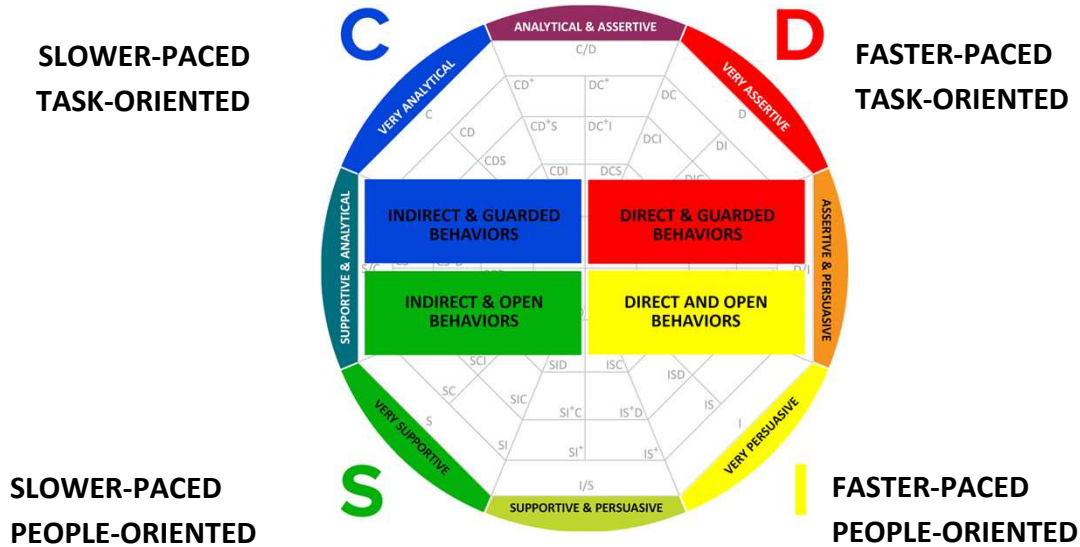 C
ANALYTICAL & ASSERTIVE
D
SLOWER-PACED
TASK-ORIENTED
FASTER-PACED
TASK-ORIENTED
VERY ANALYTICAL
VERY ASSERTIVE
C/D
CD⁺
DC⁺
C
DC
D
CD
CD⁺S
DC⁺I
DCI
DI
CDS
CDI
DCS
DIC
SUPPORTIVE & ANALYTICAL
INDIRECT & GUARDED
BEHAVIORS
DIRECT & GUARDED
BEHAVIORS
ASSERTIVE & PERSUASIVE
S/C
D/I
INDIRECT & OPEN
BEHAVIORS
DIRECT AND OPEN
BEHAVIORS
SCI
SID
ISC
ISD
SC
SIC
IS
S
SI⁺C
IS⁺D
I
SI
SI⁺
IS⁺
VERY SUPPORTIVE
VERY PERSUASIVE
I/S
S
SUPPORTIVE & PERSUASIVE
I
SLOWER-PACED
PEOPLE-ORIENTED
FASTER-PACED
PEOPLE-ORIENTED